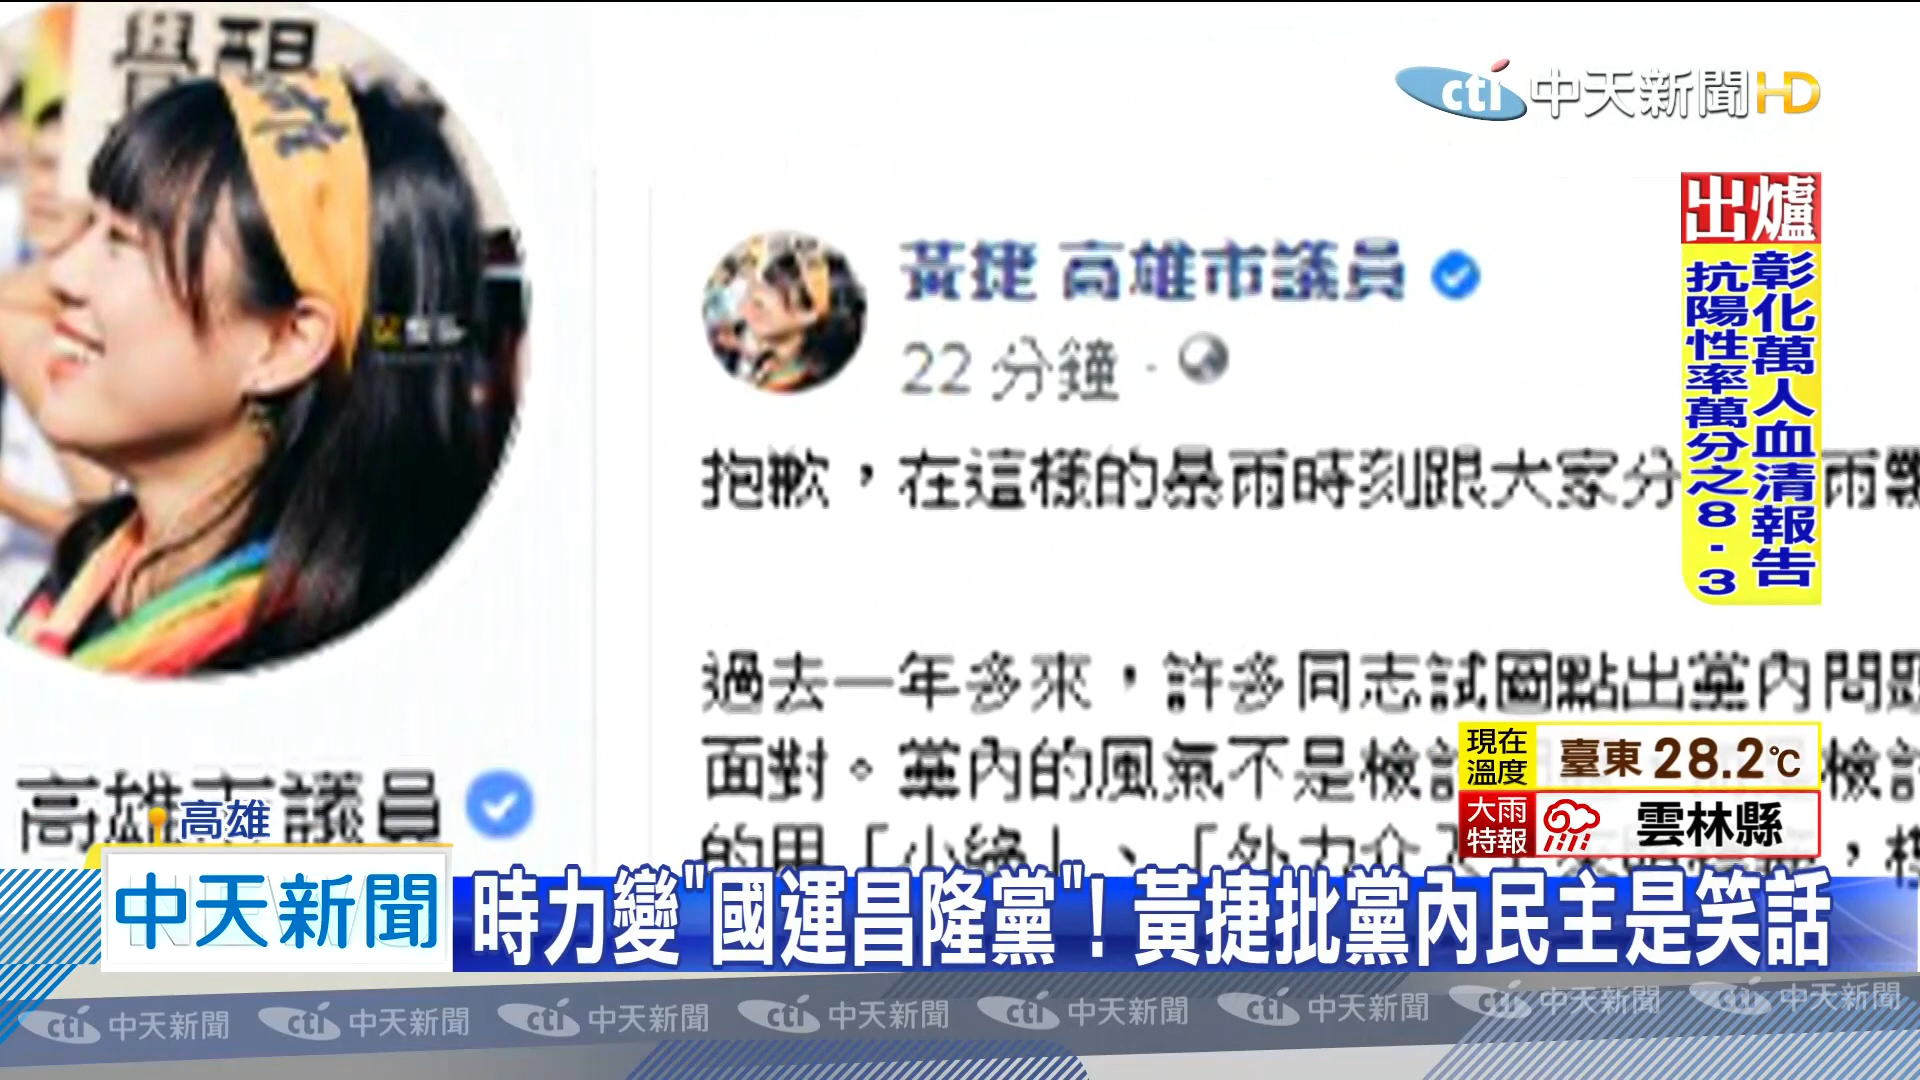 學 醒
cti 中天新聞HD
出爐
彰化萬人血清報告
抗陽性率萬分之8.3
黃捷 高雄市議員
22 分鐘
抱歉，在這樣的暴雨時刻跟大家分
雨飄
過去一年多來，許多同志試圖點出黨內問題
面對。黨內的風氣不是檢討
檢討
高雄市議員
高雄
現在溫度 臺東 28.2℃
大雨特報 雲林縣
中天新聞
時力變"國運昌隆黨"！黃捷批黨內民主是笑話
cti 中天新聞 cti 中天新聞 cti 中天新聞 cti 中天新聞 cti 中天新聞 cti 中天新聞 cti 中天新聞 cti 中天新聞